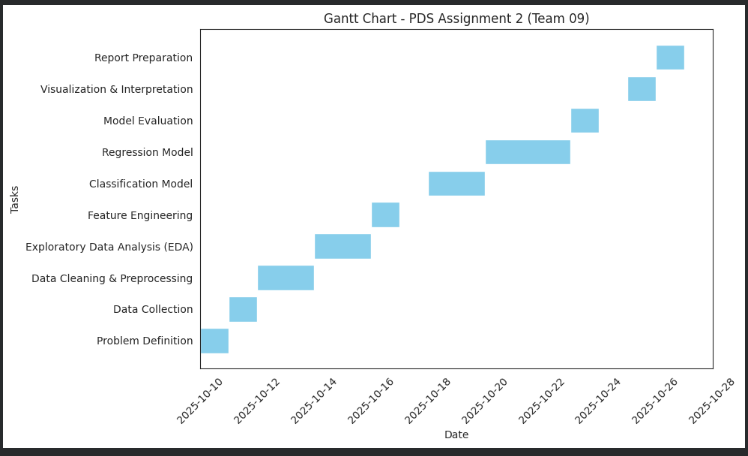 Gantt Chart - PDS Assignment 2 (Team 09)
Report Preparation
Visualization & Interpretation
Model Evaluation
Regression Model
Classification Model
Feature Engineering
Exploratory Data Analysis (EDA)
Data Cleaning & Preprocessing
Data Collection
Problem Definition
Tasks
2025-10-10
2025-10-12
2025-10-14
2025-10-16
2025-10-18
2025-10-20
2025-10-22
2025-10-24
2025-10-26
2025-10-28
Date